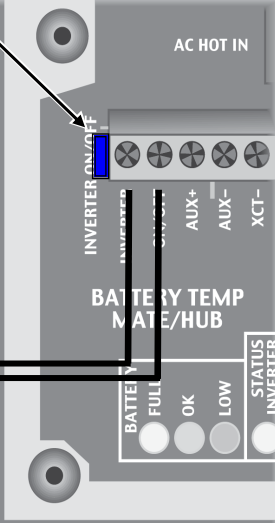 AC HOT IN
INVERTER ON/OFF
INVERTER
ON/OFF
AUX+
AUX-
XCT-
BATTERY TEMP
MATE/HUB
BATTERY
FULL
OK
LOW
STATUS
INVERTER